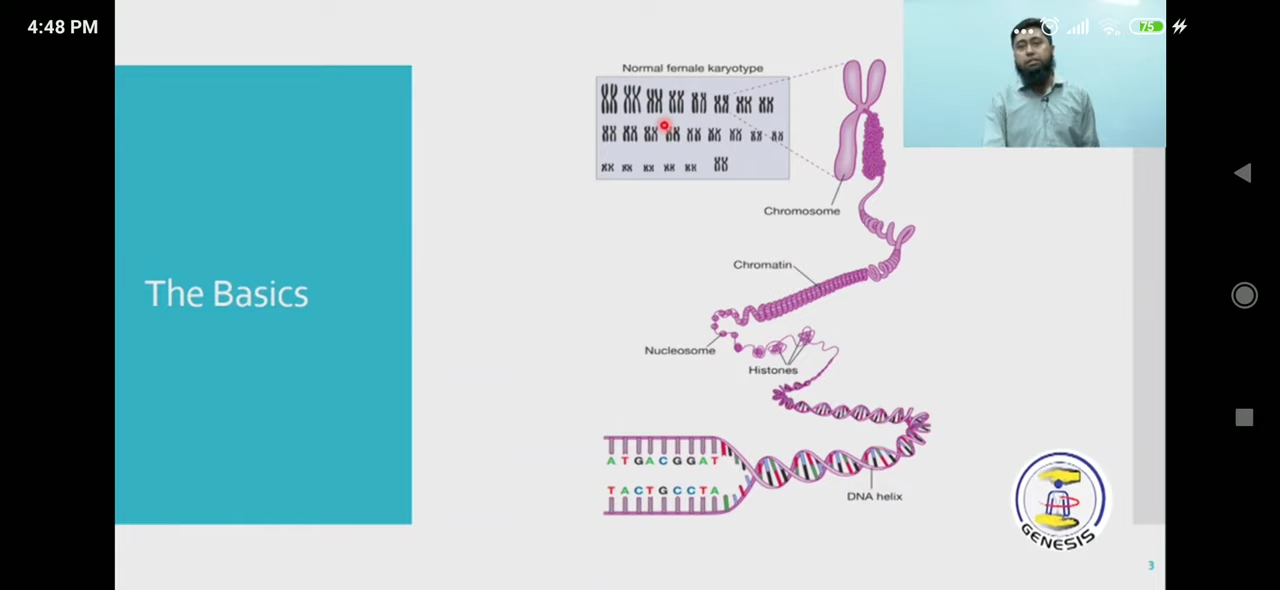 4:48 PM
75
Normal female karyotype
Chromosome
Chromatin
The Basics
Nucleosome
Histones
ATGACGGAT
TACTGCCTA
DNA helix
GENESIS
3